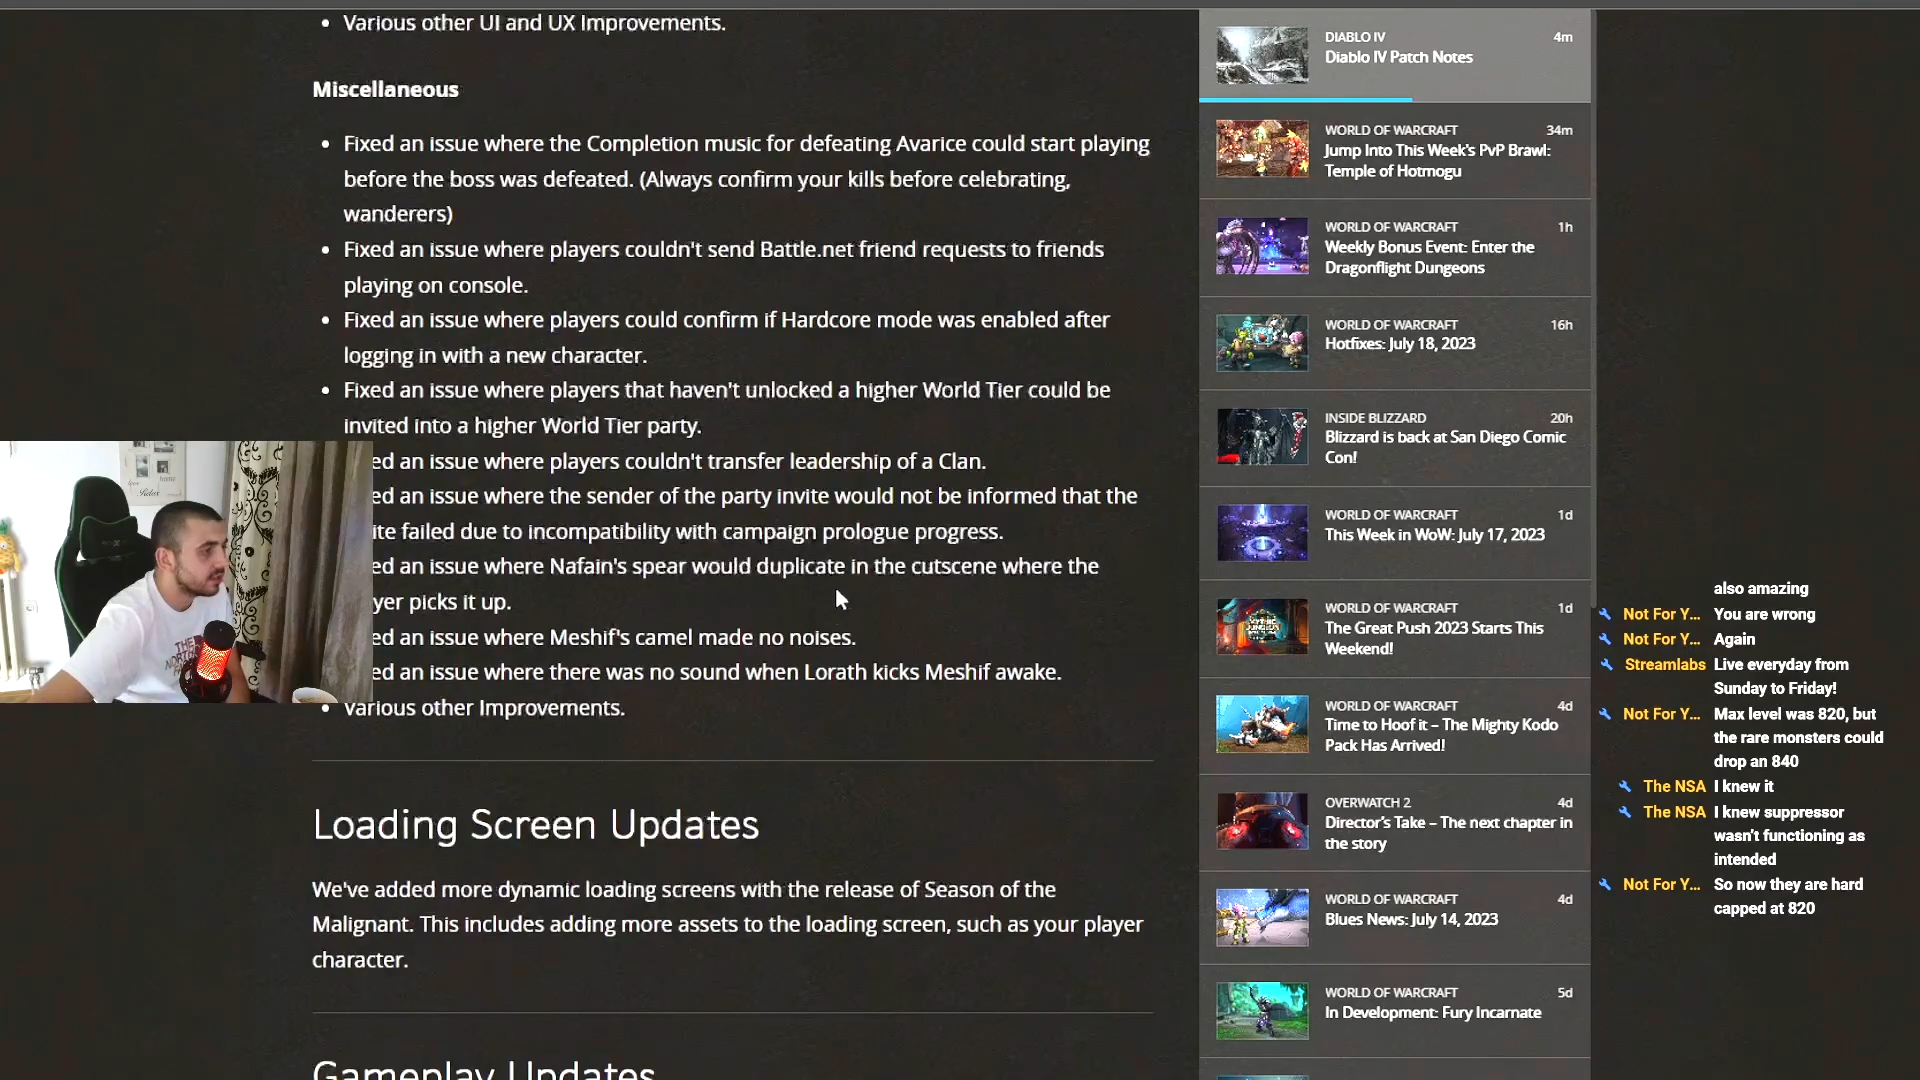 Various other UI and UX Improvements.
Miscellaneous
Fixed an issue where the Completion music for defeating Avarice could start playing
before the boss was defeated. (Always confirm your kills before celebrating,
wanderers)
Fixed an issue where players couldn't send Battle.net friend requests to friends
playing on console.
Fixed an issue where players could confirm if Hardcore mode was enabled after
logging in with a new character.
Fixed an issue where players that haven't unlocked a higher World Tier could be
invited into a higher World Tier party.
ed an issue where players couldn't transfer leadership of a Clan.
ed an issue where the sender of the party invite would not be informed that the
ite failed due to incompatibility with campaign prologue progress.
ed an issue where Nafain's spear would duplicate in the cutscene where the
yer picks it up.
ed an issue where Meshif's camel made no noises.
ed an issue where there was no sound when Lorath kicks Meshif awake.
Various other Improvements.
Loading Screen Updates
We've added more dynamic loading screens with the release of Season of the
Malignant. This includes adding more assets to the loading screen, such as your player
character.
Gameplay Updates
DIABLO IV 4m
Diablo IV Patch Notes
WORLD OF WARCRAFT 34m
Jump Into This Week's PvP Brawl:
Temple of Hotmogu
WORLD OF WARCRAFT 1h
Weekly Bonus Event: Enter the
Dragonflight Dungeons
WORLD OF WARCRAFT 16h
Hotfixes: July 18, 2023
INSIDE BLIZZARD 20h
Blizzard is back at San Diego Comic
Con!
WORLD OF WARCRAFT 1d
This Week in WoW: July 17, 2023
WORLD OF WARCRAFT 1d
The Great Push 2023 Starts This
Weekend!
WORLD OF WARCRAFT 4d
Time to Hoof it – The Mighty Kodo
Pack Has Arrived!
OVERWATCH 2 4d
Director's Take – The next chapter in
the story
WORLD OF WARCRAFT 4d
Blues News: July 14, 2023
WORLD OF WARCRAFT 5d
In Development: Fury Incarnate
also amazing
Not For Y... You are wrong
Not For Y... Again
Streamlabs Live everyday from
Sunday to Friday!
Not For Y... Max level was 820, but
the rare monsters could
drop an 840
The NSA I knew it
The NSA I knew suppressor
wasn't functioning as
intended
Not For Y... So now they are hard
capped at 820
Relax
THE